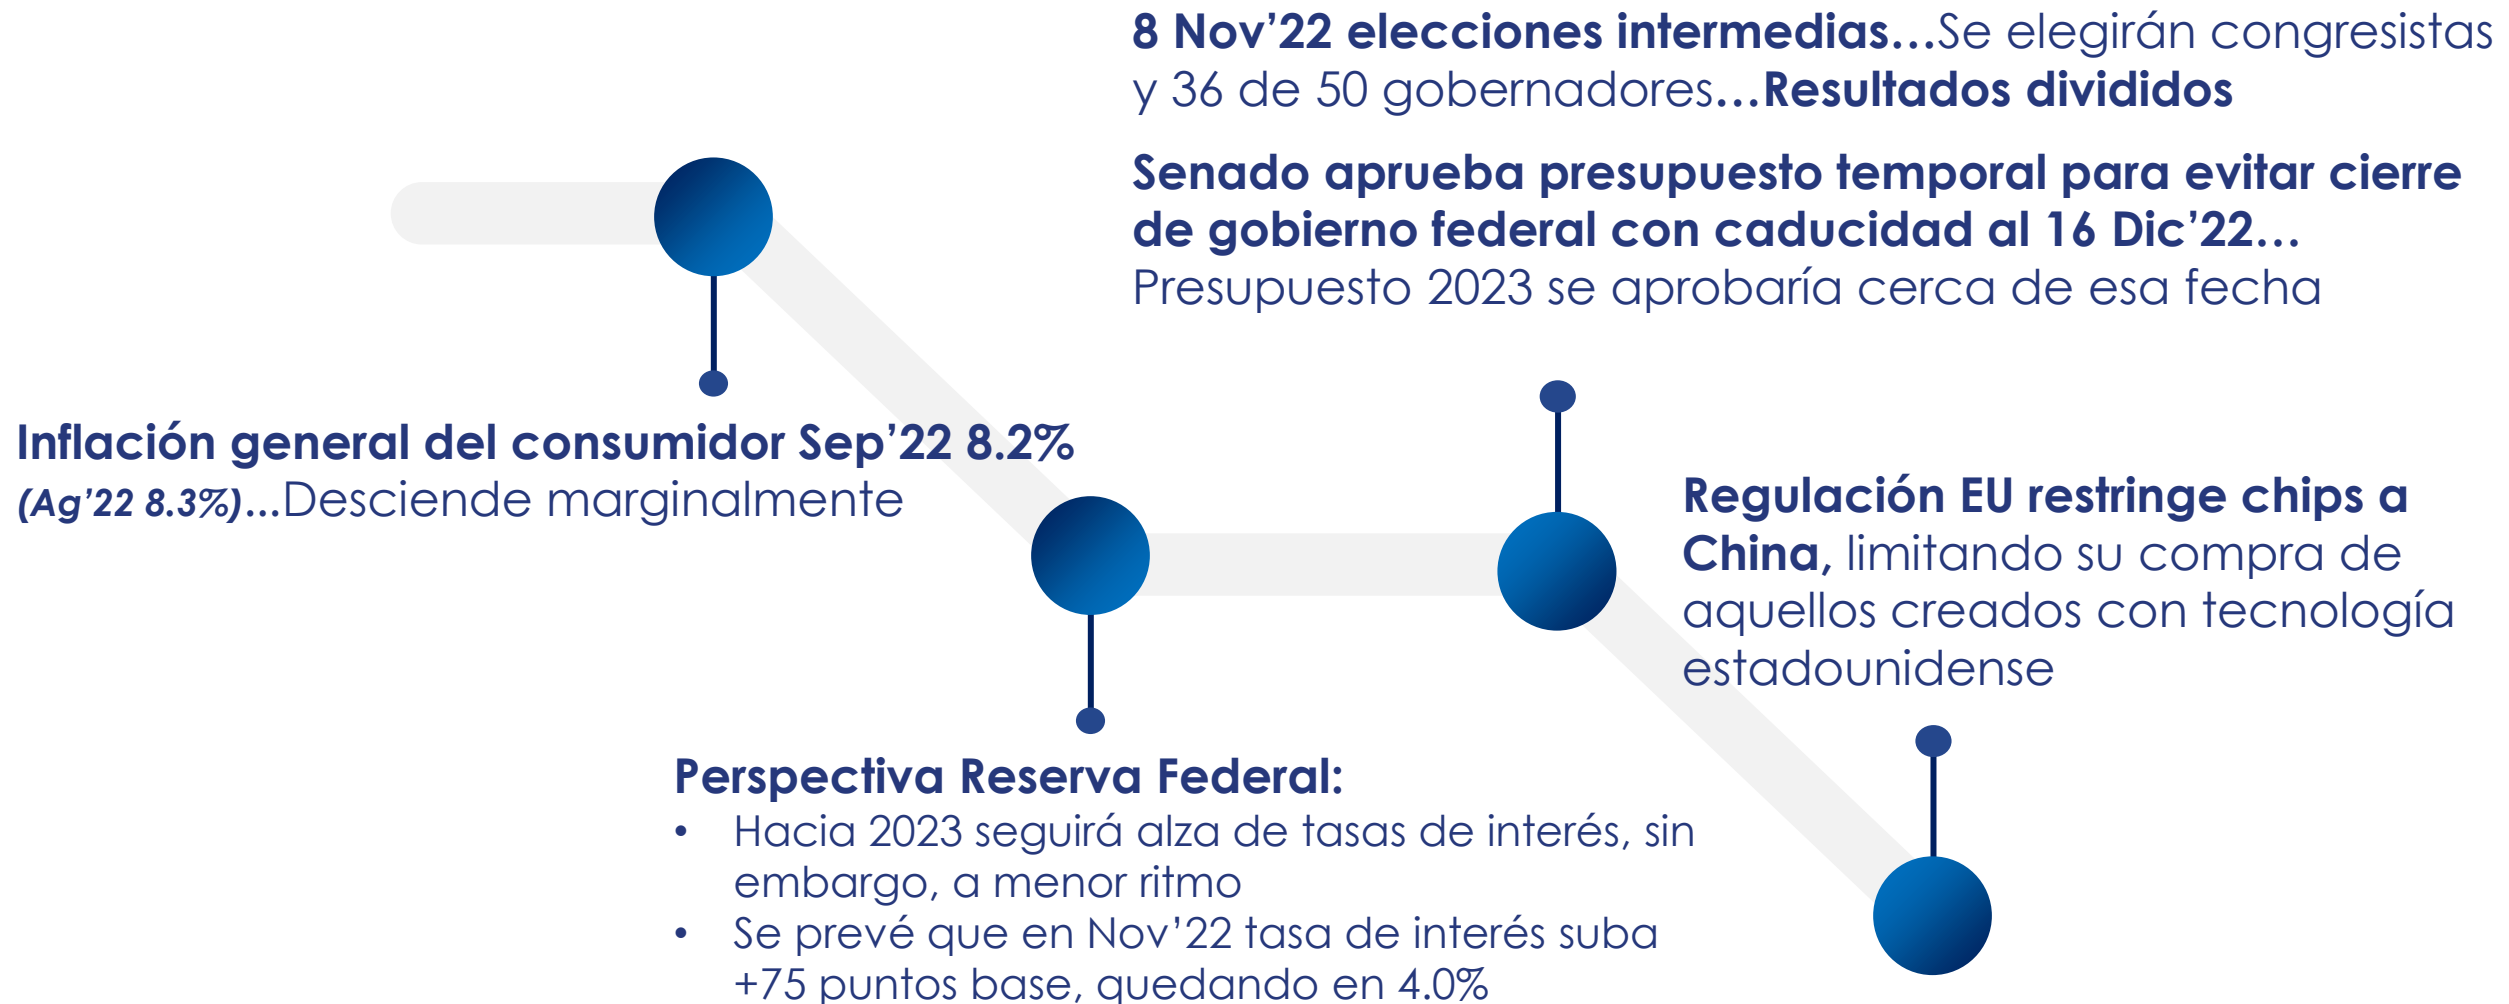 8 Nov’22 elecciones intermedias…Se elegirán congresistas
y 36 de 50 gobernadores…Resultados divididos
Senado aprueba presupuesto temporal para evitar cierre
de gobierno federal con caducidad al 16 Dic’22…
Presupuesto 2023 se aprobaría cerca de esa fecha
Inflación general del consumidor Sep’22 8.2%
(Ag’22 8.3%)…Desciende marginalmente
Regulación EU restringe chips a
China, limitando su compra de
aquellos creados con tecnología
estadounidense
Perspectiva Reserva Federal:
• Hacia 2023 seguirá alza de tasas de interés, sin
embargo, a menor ritmo
• Se prevé que en Nov’22 tasa de interés suba
+75 puntos base, quedando en 4.0%